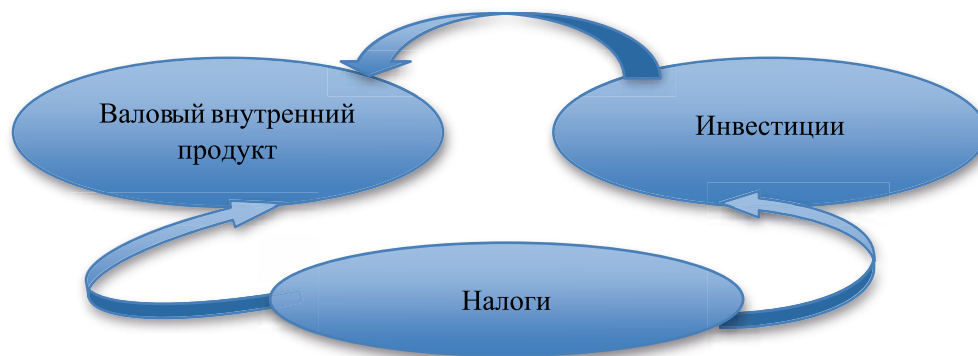 Валовый внутренний
продукт
Инвестиции
Налоги